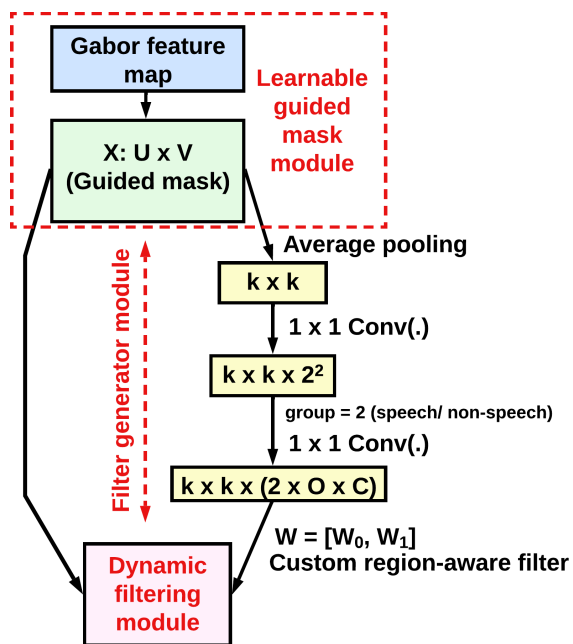 Gabor feature
map
Learnable
guided
mask
module
X: U x V
(Guided mask)
Average pooling
k x k
1 x 1 Conv(.)
Filter generator module
k x k x 2²
group = 2 (speech/ non-speech)
1 x 1 Conv(.)
k x k x (2 x O x C)
W = [W₀, W₁]
Custom region-aware filter
Dynamic
filtering
module